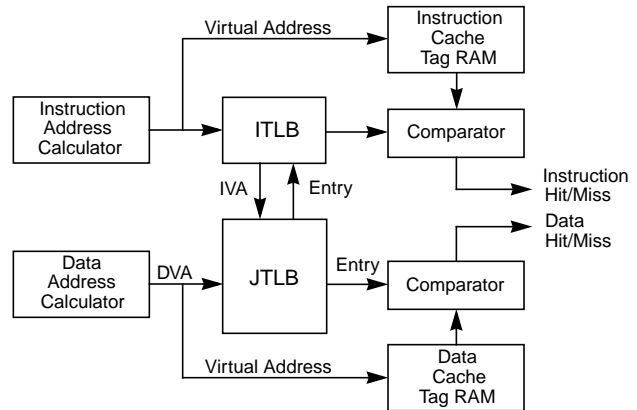 Virtual Address
Instruction
Cache
Tag RAM
Instruction
Address
Calculator
ITLB
Comparator
IVA
Entry
Instruction
Hit/Miss
Data
Hit/Miss
Data
Address
Calculator
DVA
JTLB
Entry
Comparator
Virtual Address
Data
Cache
Tag RAM